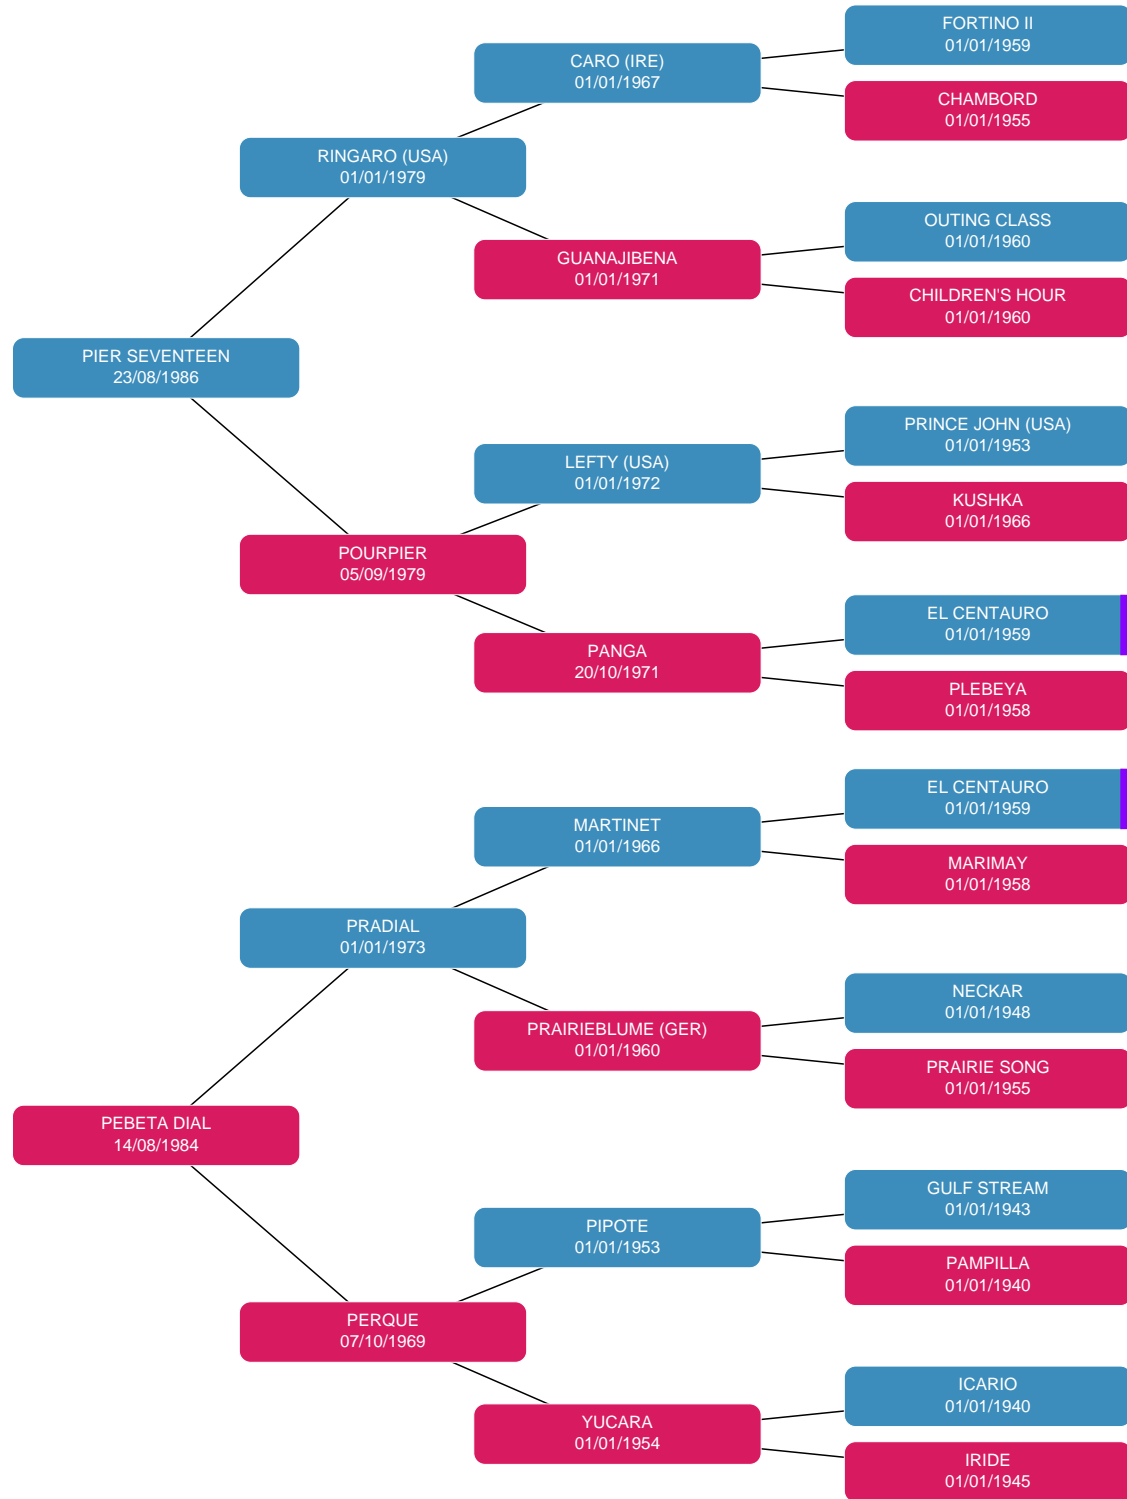 FORTINO II
01/01/1959
CARO (IRE)
01/01/1967
CHAMBORD
01/01/1955
RINGARO (USA)
01/01/1979
OUTING CLASS
01/01/1960
GUANAJIBENA
01/01/1971
CHILDREN'S HOUR
01/01/1960
PIER SEVENTEEN
23/08/1986
PRINCE JOHN (USA)
01/01/1953
LEFTY (USA)
01/01/1972
KUSHKA
01/01/1966
POURPIER
05/09/1979
EL CENTAURO
01/01/1959
PANGA
20/10/1971
PLEBEYA
01/01/1958
EL CENTAURO
01/01/1959
MARTINET
01/01/1966
MARIMAY
01/01/1958
PRADIAL
01/01/1973
NECKAR
01/01/1948
PRAIRIEBLUME (GER)
01/01/1960
PRAIRIE SONG
01/01/1955
PEBETA DIAL
14/08/1984
GULF STREAM
01/01/1943
PIPOTE
01/01/1953
PAMPILLA
01/01/1940
PERQUE
07/10/1969
ICARIO
01/01/1940
YUCARA
01/01/1954
IRIDE
01/01/1945